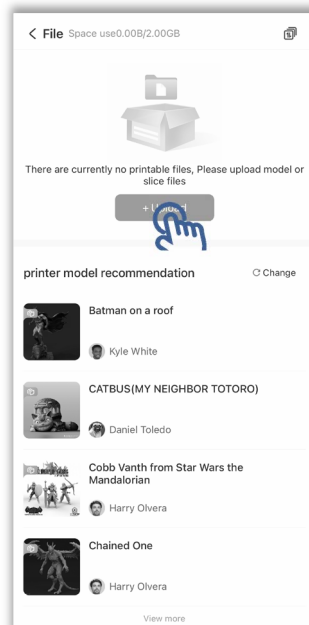 File Space use0.00B/2.00GB
There are currently no printable files, Please upload model or
slice files
+ Upload
printer model recommendation
Change
Batman on a roof
Kyle White
CATBUS(MY NEIGHBOR TOTORO)
Daniel Toledo
Cobb Vanth from Star Wars the
Mandalorian
Harry Olvera
Chained One
Harry Olvera
View more